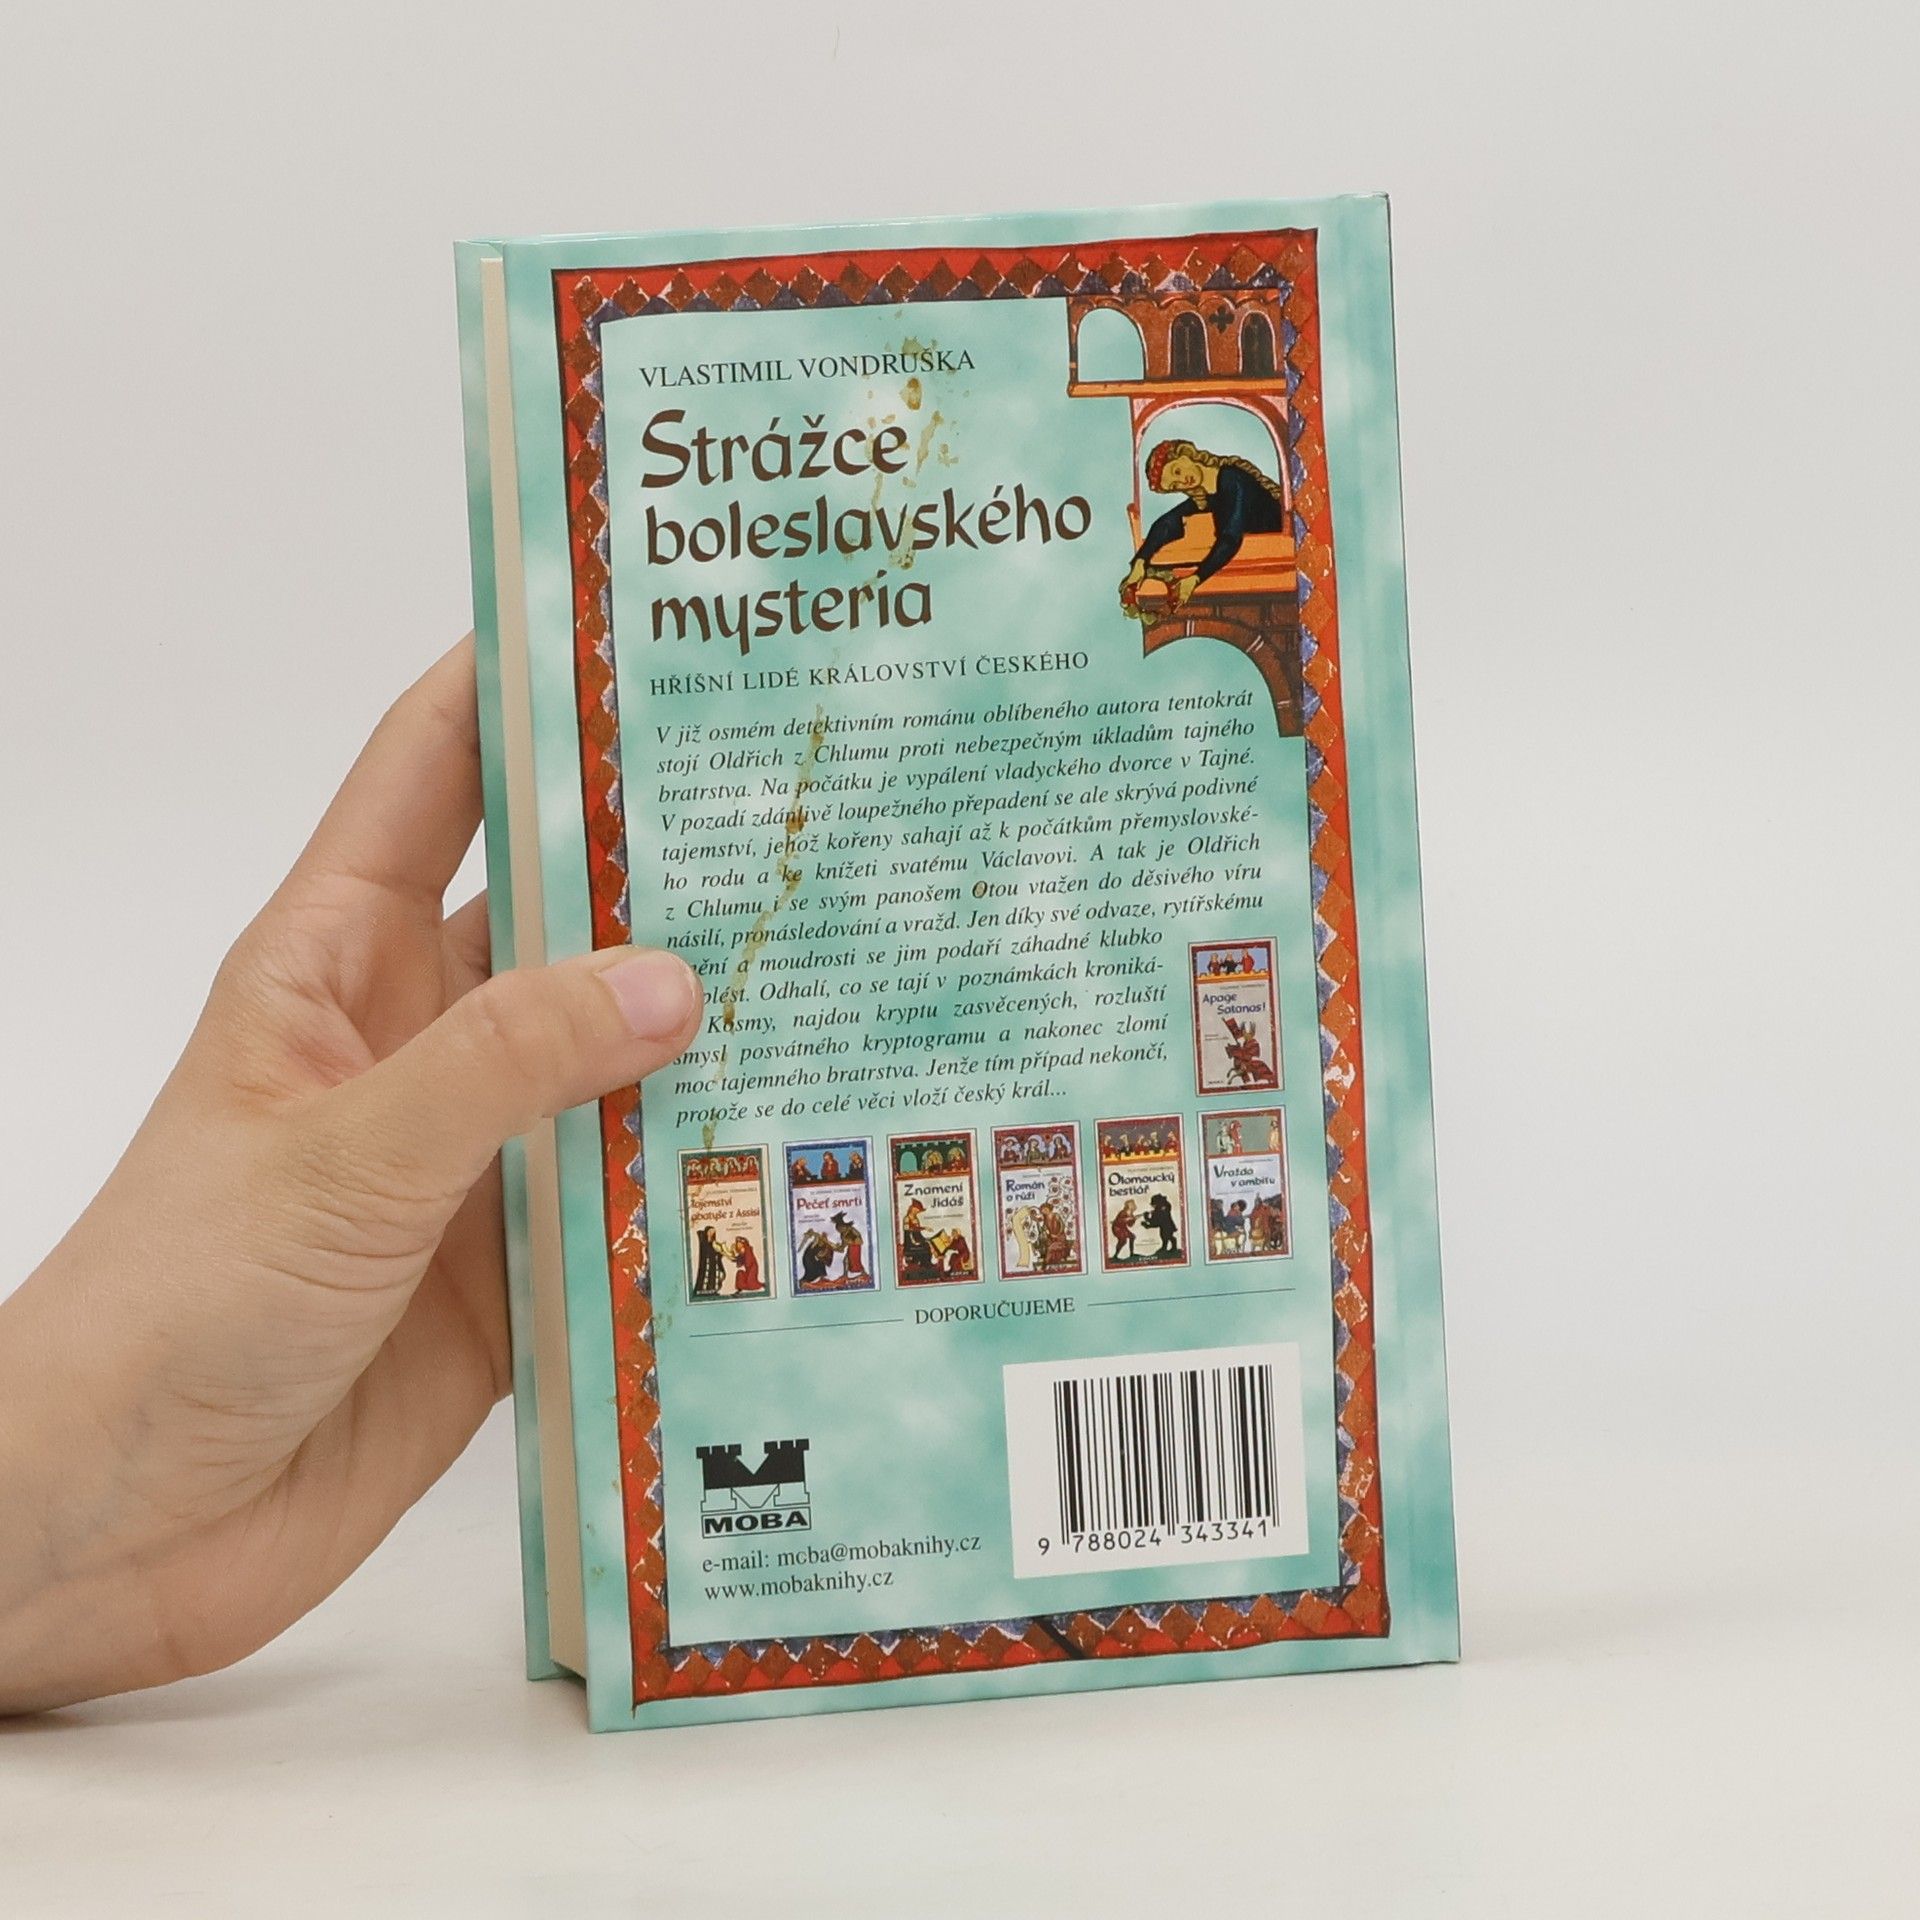 VLASTIMIL VONDRUŠKA
Strážce
boleslavského
mysteria
HŘÍŠNÍ LIDÉ KRÁLOVSTVÍ ČESKÉHO
V již osmém detektivním románu oblíbeného autora tentokrát
stojí Oldřich z Chlumu proti nebezpečným úkladům tajného
bratrstva. Na počátku je vypálení vladyckého dvorce v Tajné.
V pozadí zdánlivě loupežného přepadení se ale skrývá podivné
tajemství, jehož kořeny sahají až k počátkům přemyslovské-
ho rodu a ke knížeti svatému Václavovi. A tak je Oldřich
z Chlumu i se svým panošem Otou vtažen do děsivého víru
násilí, pronásledování a vražd. Jen díky své odvaze, rytířskému
a moudrosti se jim podaří záhadné klubko
Odhalí, co se tají v poznámkách kroniká-
Kosmy, najdou kryptu zasvěcených, rozluští
smysl posvátného kryptogramu a nakonec zlomí
moc tajemného bratrstva. Jenže tím případ nekončí,
protože se do celé věci vloží český král...
Apage
Satanas!
Tajemství
abatyše z Assisi
Pečeť smrti
Znamení
Jidáš
Román
o růži
Olomoucký
bestiář
Vražda
v ambitu
DOPORUČUJEME
MOBA
e-mail: moba@mobaknihy.cz
www.mobaknihy.cz
9 788024 343341